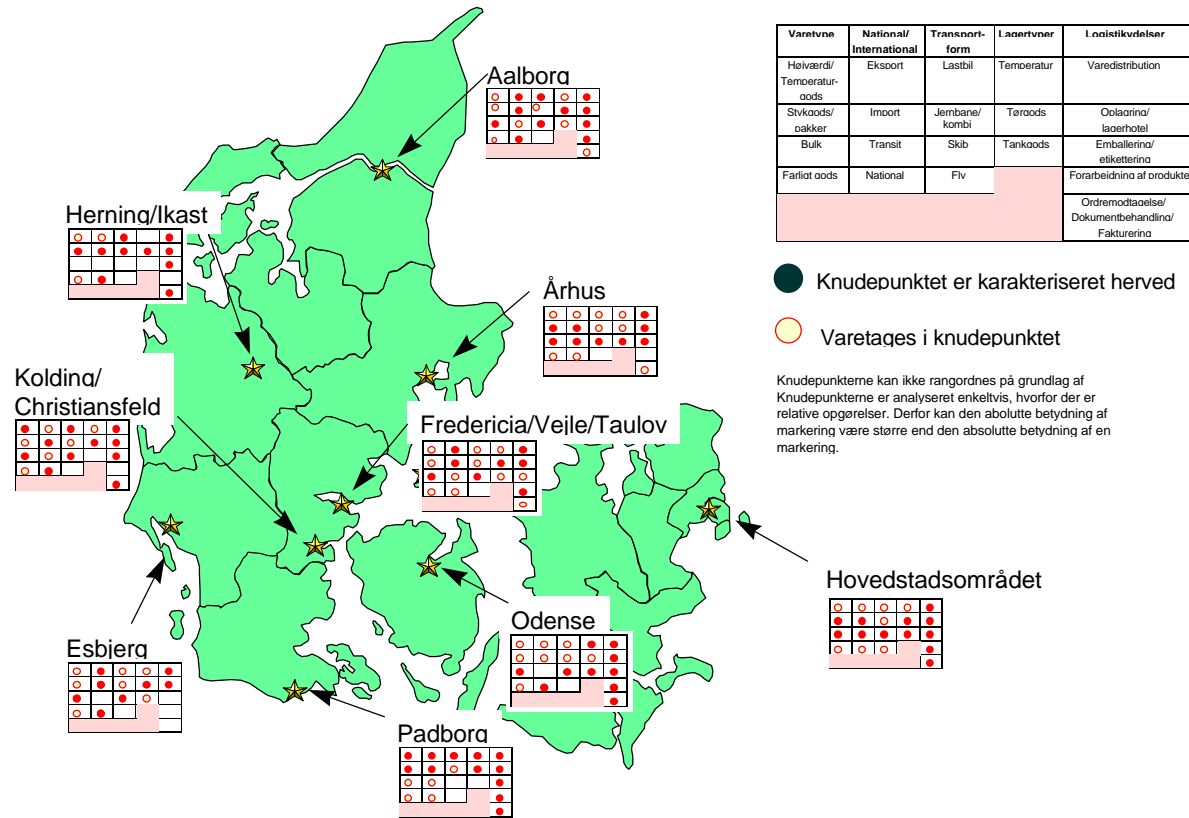 Aalborg
Herning/Ikast
Århus
Kolding/
Christiansfeld
Fredericia/Vejle/Taulov
Hovedstadsområdet
Odense
Esbjerg
Padborg
Varetype National/ Transport- Lagertyper Logistikydelser
International form
Højværdi/ Eksport Lastbil Temperatur Varedistribution
Temperatur-
gods
Stykgods/ Import Jernbane/ Tørgods Oplagring/
pakker kombi lagerhotel
Bulk Transit Skib Tankgods Emballering/
etikettering
Farligt gods National Fly Forarbejdning af produkte
Ordremodtagelse/
Dokumentbehandling/
Fakturering
Knudepunktet er karakteriseret herved
Varetages i knudepunktet
Knudepunkterne kan ikke rangordnes på grundlag af
Knudepunkterne er analyseret enkeltvis, hvorfor der er
relative opgørelser. Derfor kan den abolutte betydning af
markering være større end den absolutte betydning af en
markering.